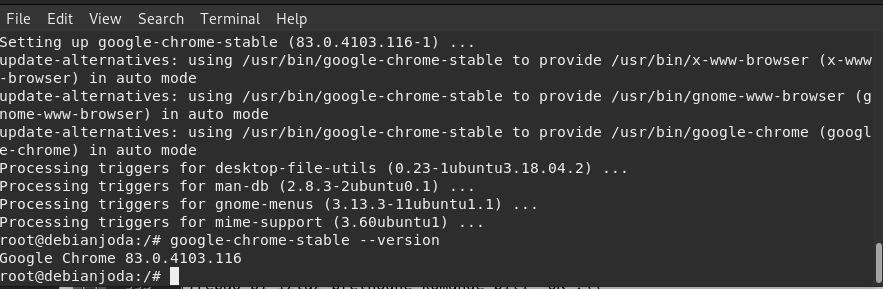 File Edit View Search Terminal Help
Setting up google-chrome-stable (83.0.4103.116-1) ...
update-alternatives: using /usr/bin/google-chrome-stable to provide /usr/bin/x-www-browser (x-www
-browser) in auto mode
update-alternatives: using /usr/bin/google-chrome-stable to provide /usr/bin/gnome-www-browser (g
nome-www-browser) in auto mode
update-alternatives: using /usr/bin/google-chrome-stable to provide /usr/bin/google-chrome (googl
e-chrome) in auto mode
Processing triggers for desktop-file-utils (0.23-1ubuntu3.18.04.2) ...
Processing triggers for man-db (2.8.3-2ubuntu0.1) ...
Processing triggers for gnome-menus (3.13.3-11ubuntu1.1) ...
Processing triggers for mime-support (3.60ubuntu1) ...
root@debianjoda:/# google-chrome-stable --version
Google Chrome 83.0.4103.116
root@debianjoda:/#